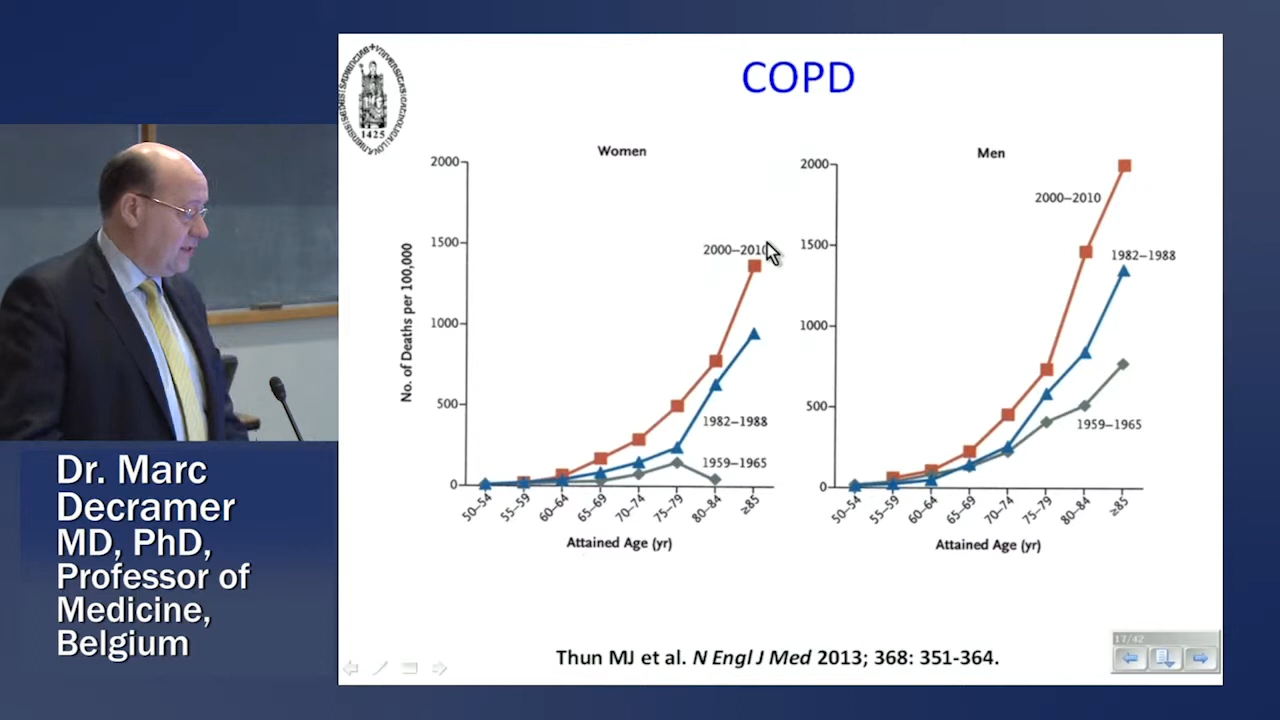 COPD
1425
Women
No. of Deaths per 100,000
2000
1500
1000
500
0
2000–2010
1982–1988
1959–1965
50–54
55–59
60–64
65–69
70–74
75–79
80–84
≥85
Attained Age (yr)
Men
2000
1500
1000
500
0
2000–2010
1982–1988
1959–1965
50–54
55–59
60–64
65–69
70–74
75–79
80–84
≥85
Attained Age (yr)
Thun MJ et al. N Engl J Med 2013; 368: 351-364.
17/42
Dr. Marc
Decramer
MD, PhD,
Professor of
Medicine,
Belgium